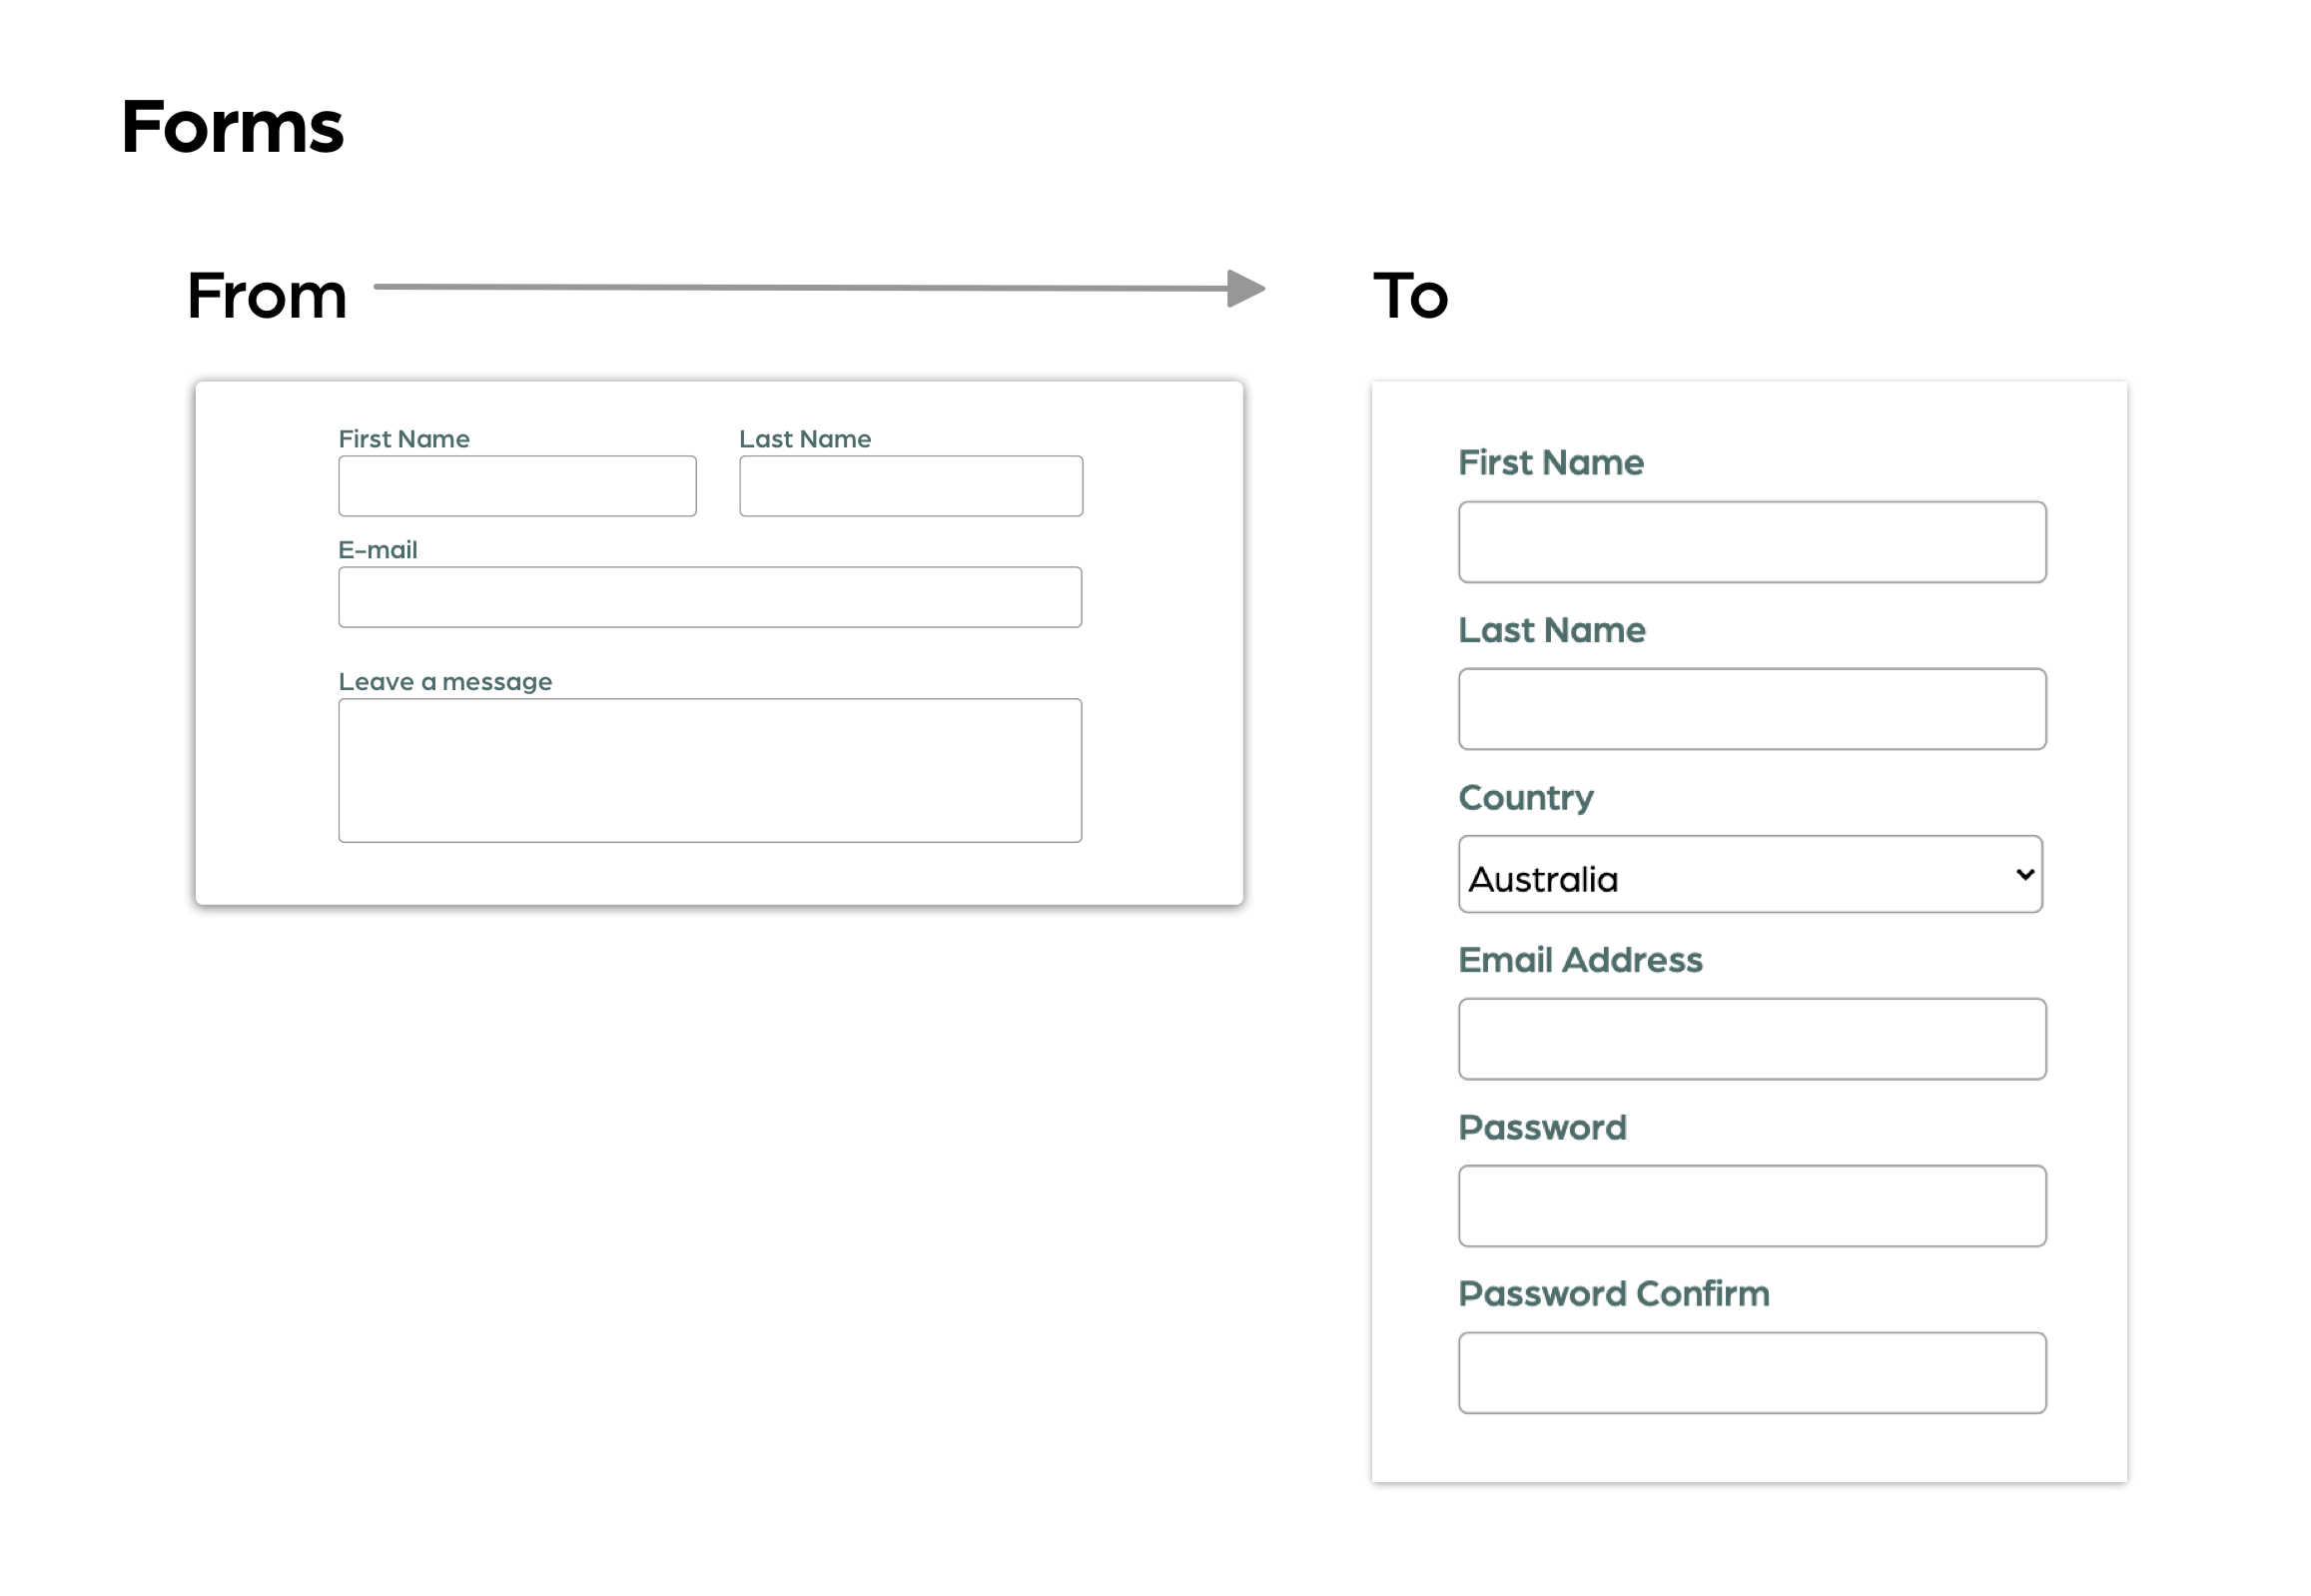 Forms
From
To
First Name
Last Name
E-mail
Leave a message
First Name
Last Name
Country
Australia
Email Address
Password
Password Confirm